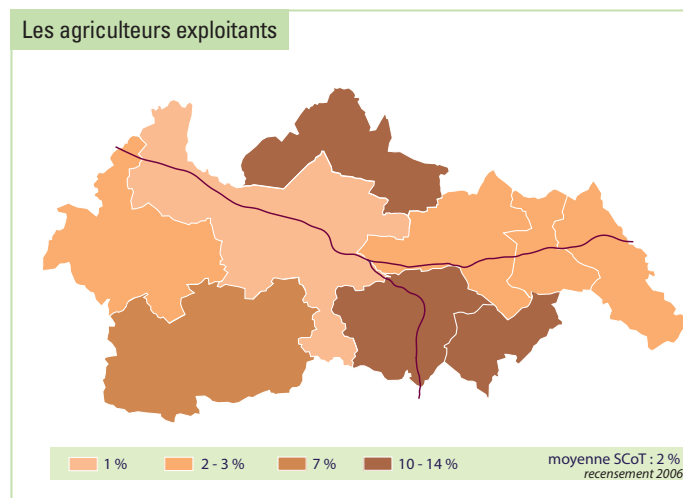 Les agriculteurs exploitants
1 %
2 - 3 %
7 %
10 - 14 %
moyenne SCoT : 2 %
recensement 2006